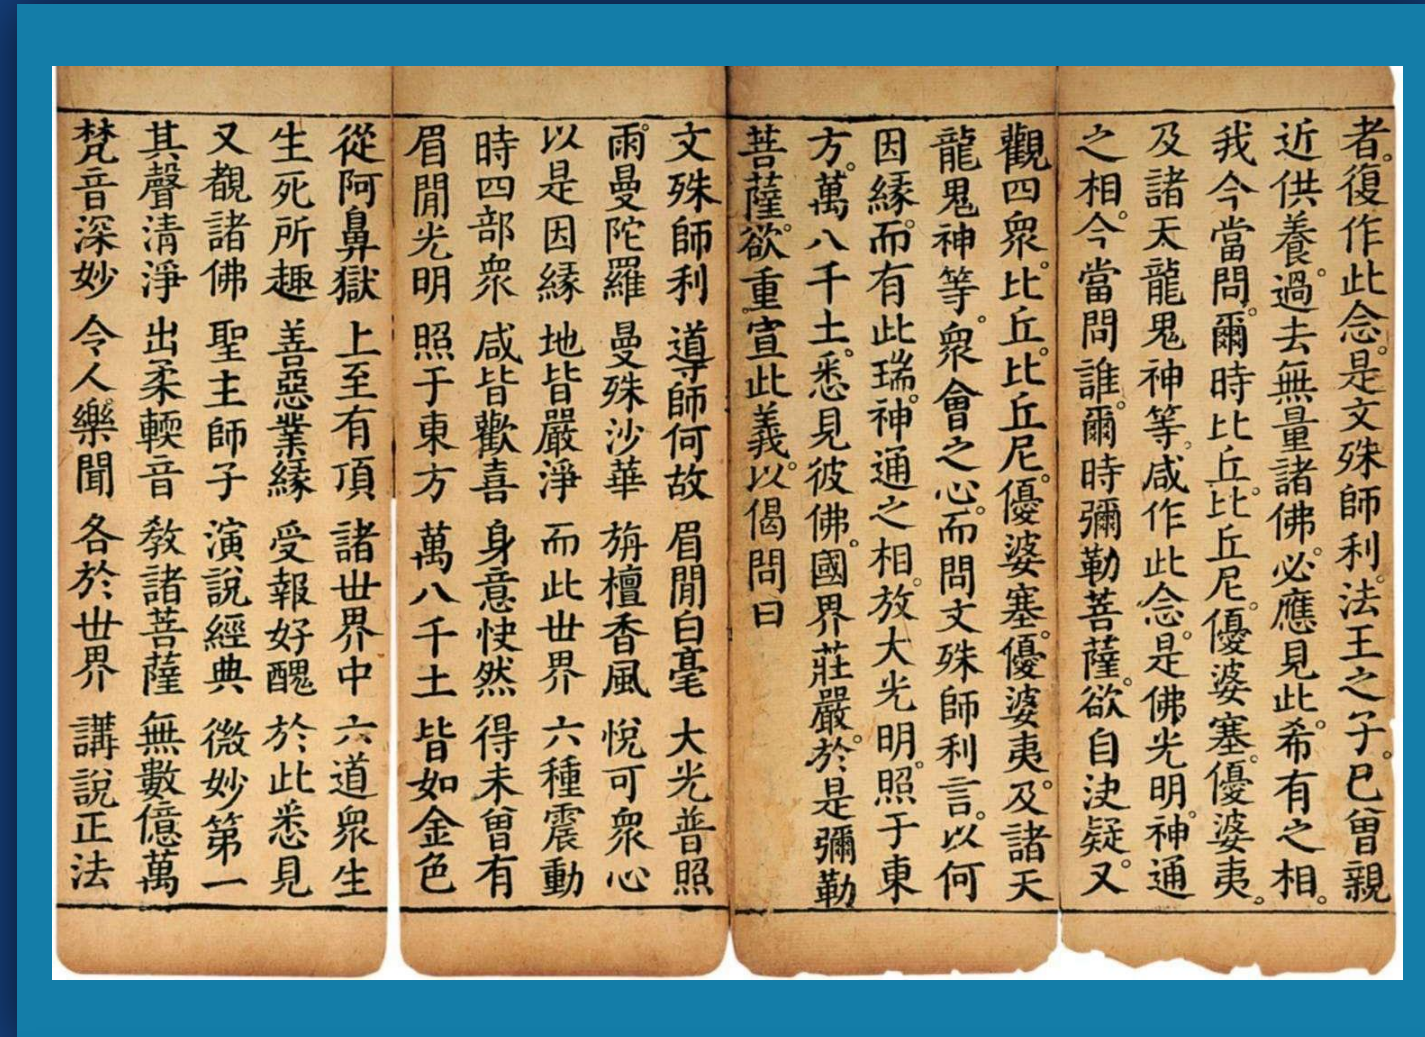 者。復作此念。是文殊師利。法王之子。巳曾親
近供養。過去無量諸佛。必應見此。希有之相。
我今當問。爾時比丘。比丘尼。優婆塞。優婆夷。
及諸天龍鬼神等。咸作此念。是佛光明。神通
之相。今當問誰。爾時彌勒菩薩。欲自決疑。又
觀四眾。比丘。比丘尼。優婆塞。優婆夷。及諸天
龍鬼神等。眾會之心。而問文殊師利言。以何
因緣。而有此瑞。神通之相。放大光明。照于東
方。萬八千土。悉見彼佛。國界莊嚴。於是彌勒
菩薩。欲重宣此義。以偈問曰
文殊師利 導師何故 眉間白毫 大光普照
雨曼陀羅 曼殊沙華 栴檀香風 悅可眾心
以是因緣 地皆嚴淨 而此世界 六種震動
時四部眾 咸皆歡喜 身意快然 得未曾有
眉間光明 照于東方 萬八千土 皆如金色
從阿鼻獄 上至有頂 諸世界中 六道眾生
生死所趣 善惡業緣 受報好醜 於此悉見
又覩諸佛 聖主師子 演說經典 微妙第一
其聲清淨 出柔輭音 教諸菩薩 無數億萬
梵音深妙 令人樂聞 各於世界 講說正法